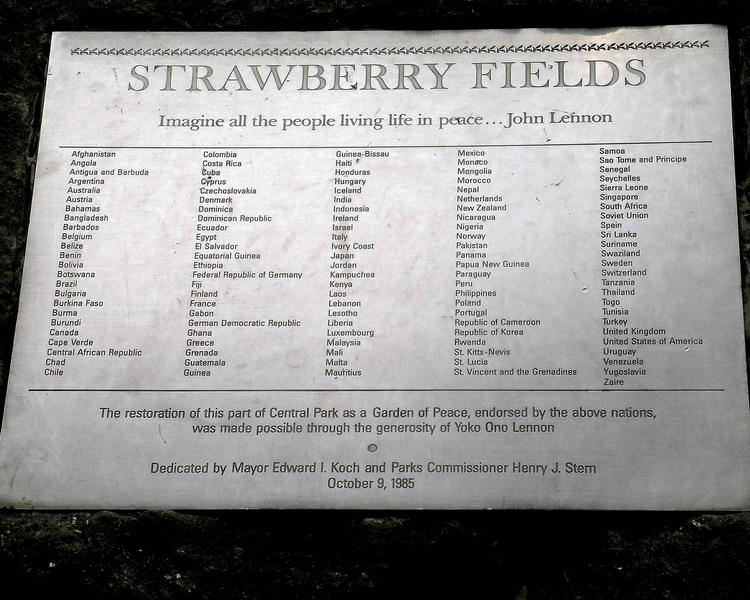 STRAWBERRY FIELDS
Imagine all the people living life in peace...John Lennon
Afghanistan
Angola
Antigua and Barbuda
Argentina
Australia
Austria
Bahamas
Bangladesh
Barbados
Belgium
Belize
Benin
Bolivia
Botswana
Brazil
Bulgaria
Burkina Faso
Burma
Burundi
Canada
Cape Verde
Central African Republic
Chad
Chile
Colombia
Costa Rica
Cuba
Cyprus
Czechoslovakia
Denmark
Dominica
Dominican Republic
Ecuador
Egypt
El Salvador
Equatorial Guinea
Ethiopia
Federal Republic of Germany
Fiji
Finland
France
Gabon
German Democratic Republic
Ghana
Greece
Grenada
Guatemala
Guinea
Guinea-Bissau
Haiti
Honduras
Hungary
Iceland
India
Indonesia
Ireland
Israel
Italy
Ivory Coast
Japan
Jordan
Kampuchea
Kenya
Laos
Lebanon
Lesotho
Liberia
Luxembourg
Malaysia
Mali
Malta
Mauritius
Mexico
Monaco
Mongolia
Morocco
Nepal
Netherlands
New Zealand
Nicaragua
Nigeria
Norway
Pakistan
Panama
Papua New Guinea
Paraguay
Peru
Philippines
Poland
Portugal
Republic of Cameroon
Republic of Korea
Rwanda
St. Kitts-Nevis
St. Lucia
St. Vincent and the Grenadines
Samoa
Sao Tome and Principe
Senegal
Seychelles
Sierra Leone
Singapore
South Africa
Soviet Union
Spain
Sri Lanka
Suriname
Swaziland
Sweden
Switzerland
Tanzania
Thailand
Togo
Tunisia
Turkey
United Kingdom
United States of America
Uruguay
Venezuela
Yugoslavia
Zaire
The restoration of this part of Central Park as a Garden of Peace, endorsed by the above nations,
was made possible through the generosity of Yoko Ono Lennon
Dedicated by Mayor Edward I. Koch and Parks Commissioner Henry J. Stern
October 9, 1985